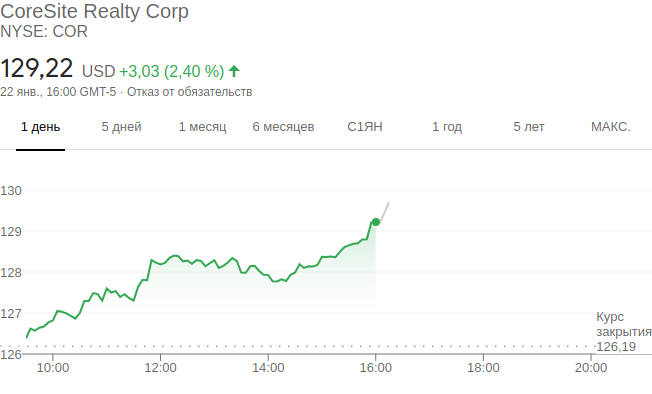 CoreSite Realty Corp
NYSE: COR
129,22 USD +3,03 (2,40 %)
22 янв., 16:00 GMT-5 · Отказ от обязательств
1 день 5 дней 1 месяц 6 месяцев С1ЯН 1 год 5 лет МАКС.
130
129
128
127
Курс
закрытия
126,19
126
10:00 12:00 14:00 16:00 18:00 20:00